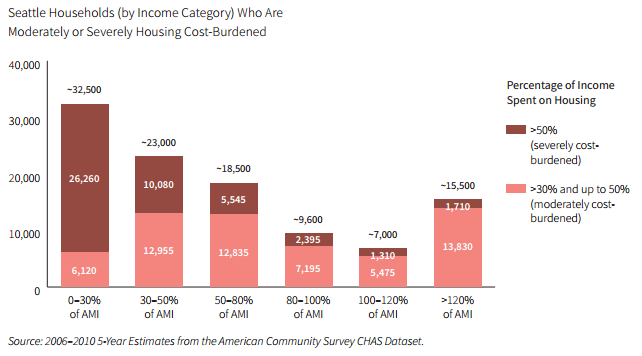 Seattle Households (by Income Category) Who Are
Moderately or Severely Housing Cost-Burdened
40,000
30,000
20,000
10,000
0
~32,500
26,260
6,120
~23,000
10,080
12,955
~18,500
5,545
12,835
~9,600
2,395
7,195
~7,000
1,310
5,475
~15,500
1,710
13,830
0–30%
of AMI
30–50%
of AMI
50–80%
of AMI
80–100%
of AMI
100–120%
of AMI
>120%
of AMI
Percentage of Income
Spent on Housing
>50%
(severely cost-
burdened)
>30% and up to 50%
(moderately cost-
burdened)
Source: 2006–2010 5-Year Estimates from the American Community Survey CHAS Dataset.